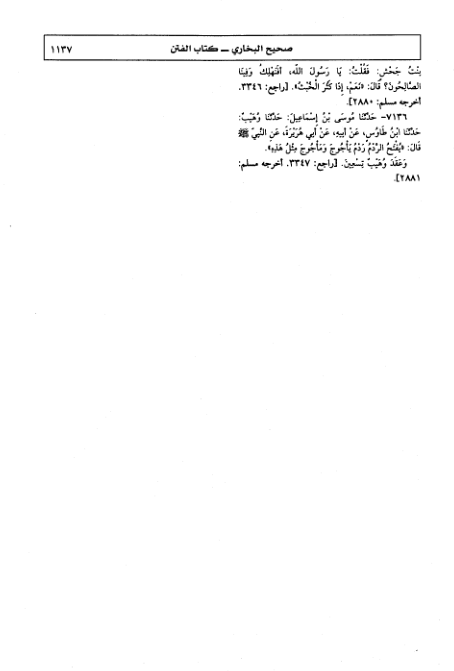 صحيح البخاري ــ كتاب الفتن
١١٣٧
بِنْتُ جَحْشٍ: فَقُلْتُ: يَا رَسُولَ اللَّهِ، أَفَنَهْلِكُ وَفِينَا
الصَّالِحُونَ؟ قَالَ: «نَعَمْ، إِذَا كَثُرَ الْخُبْثُ». [راجع: ٣٣٤٦.
أخرجه مسلم: ٢٨٨٠].
٧١٣٦- حَدَّثَنَا مُوسَى بْنُ إِسْمَاعِيلَ: حَدَّثَنَا وُهَيْبٌ:
حَدَّثَنَا ابْنُ طَاوُسٍ، عَنْ أَبِيهِ، عَنْ أَبِي هُرَيْرَةَ، عَنِ النَّبِيِّ ﷺ
قَالَ: «يُفْتَحُ الرَّدْمُ رَدْمُ يَأْجُوجَ وَمَأْجُوجَ مِثْلُ هَذِهِ».
وَعَقَدَ وُهَيْبٌ تِسْعِينَ. [راجع: ٣٣٤٧. أخرجه مسلم:
٢٨٨١].